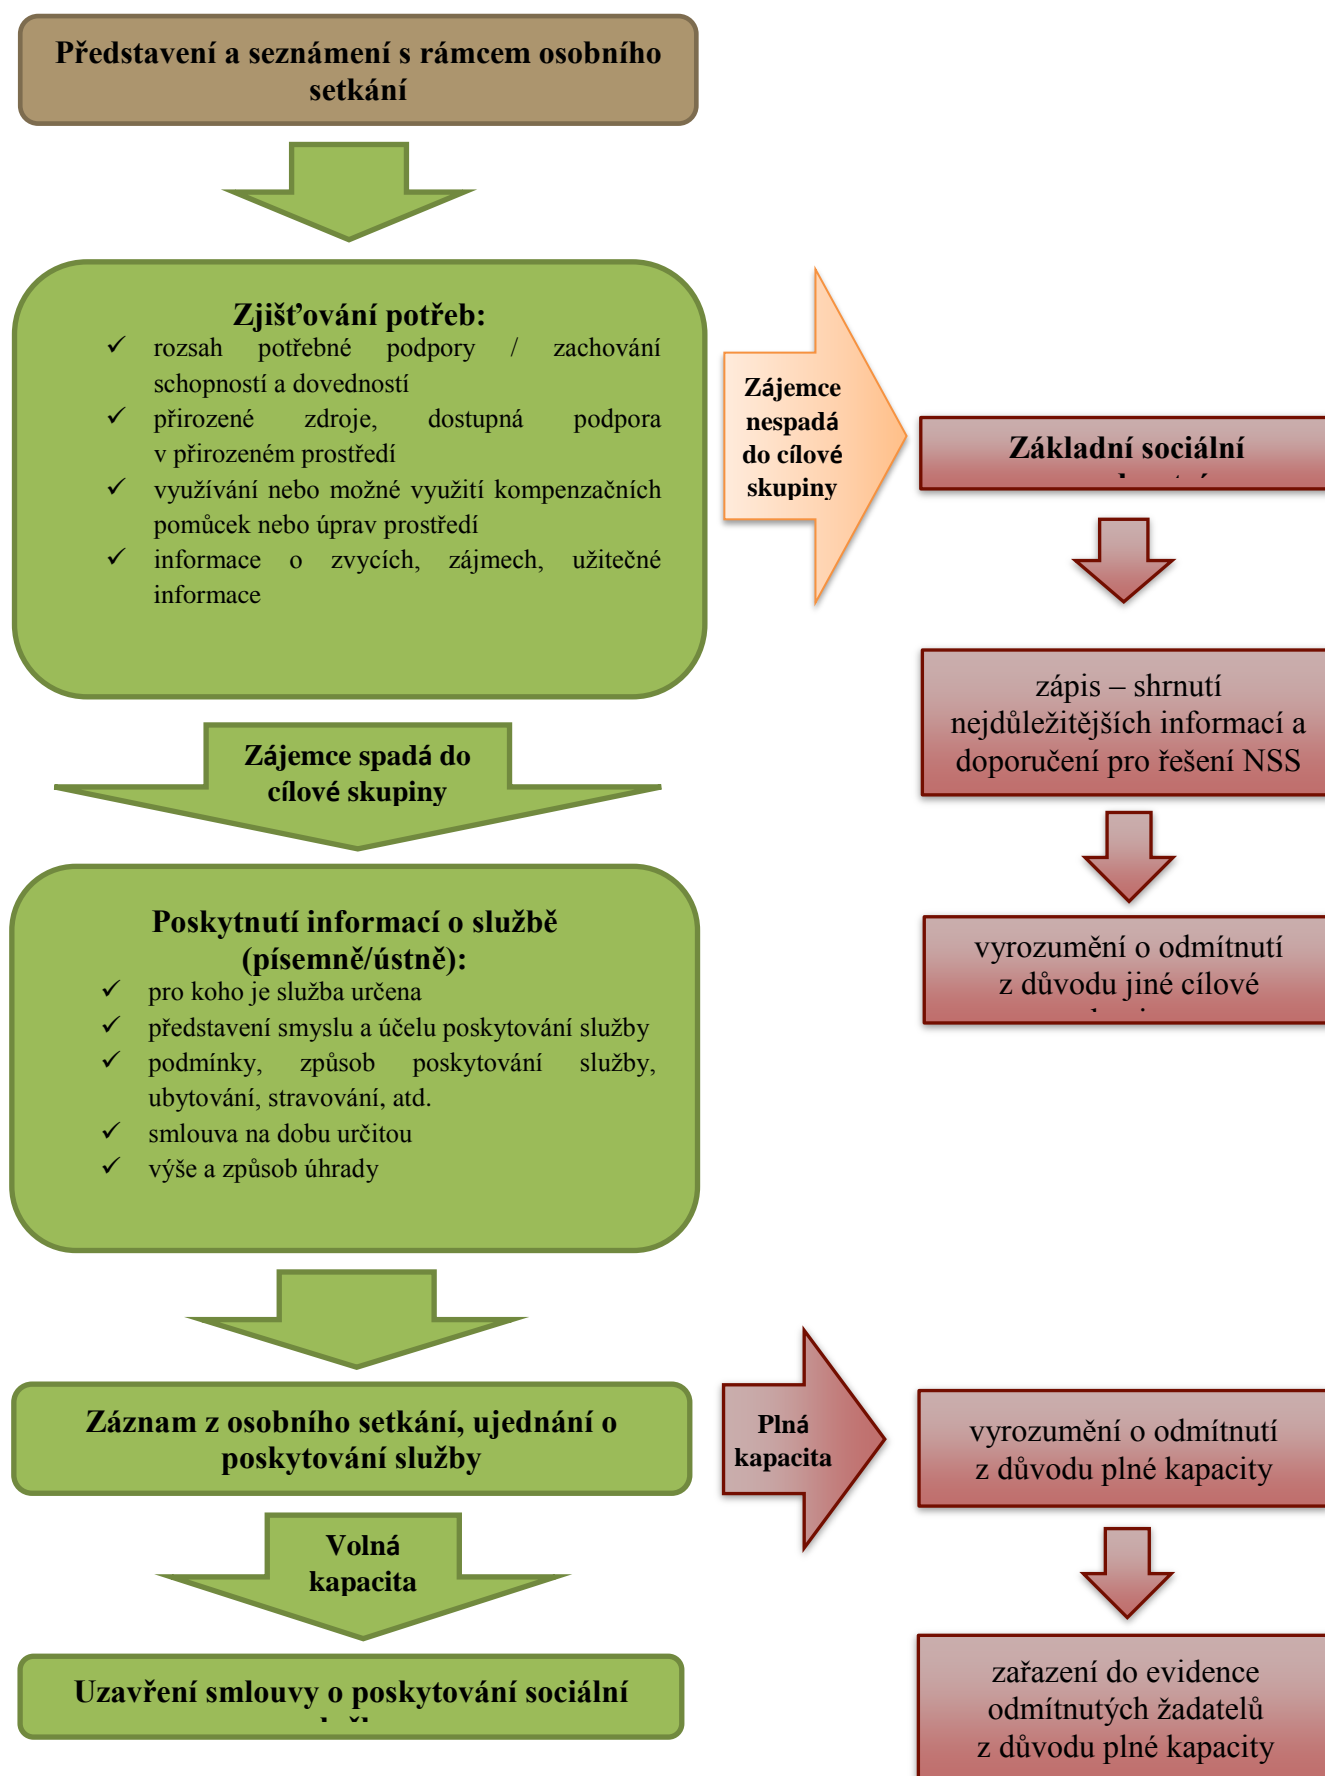 Představení a seznámení s rámcem osobního
setkání
Zjišťování potřeb:
✓ rozsah potřebné podpory / zachování
schopností a dovedností
✓ přirozené zdroje, dostupná podpora
v přirozeném prostředí
✓ využívání nebo možné využití kompenzačních
pomůcek nebo úprav prostředí
✓ informace o zvycích, zájmech, užitečné
informace
Zájemce
nespadá
do cílové
skupiny
Základní sociální
zápis – shrnutí
nejdůležitějších informací a
doporučení pro řešení NSS
vyrozumění o odmítnutí
z důvodu jiné cílové
Zájemce spadá do
cílové skupiny
Poskytnutí informací o službě
(písemně/ústně):
✓ pro koho je služba určena
✓ představení smyslu a účelu poskytování služby
✓ podmínky, způsob poskytování služby,
ubytování, stravování, atd.
✓ smlouva na dobu určitou
✓ výše a způsob úhrady
Záznam z osobního setkání, ujednání o
poskytování služby
Plná
kapacita
vyrozumění o odmítnutí
z důvodu plné kapacity
Volná
kapacita
Uzavření smlouvy o poskytování sociální
zařazení do evidence
odmítnutých žadatelů
z důvodu plné kapacity